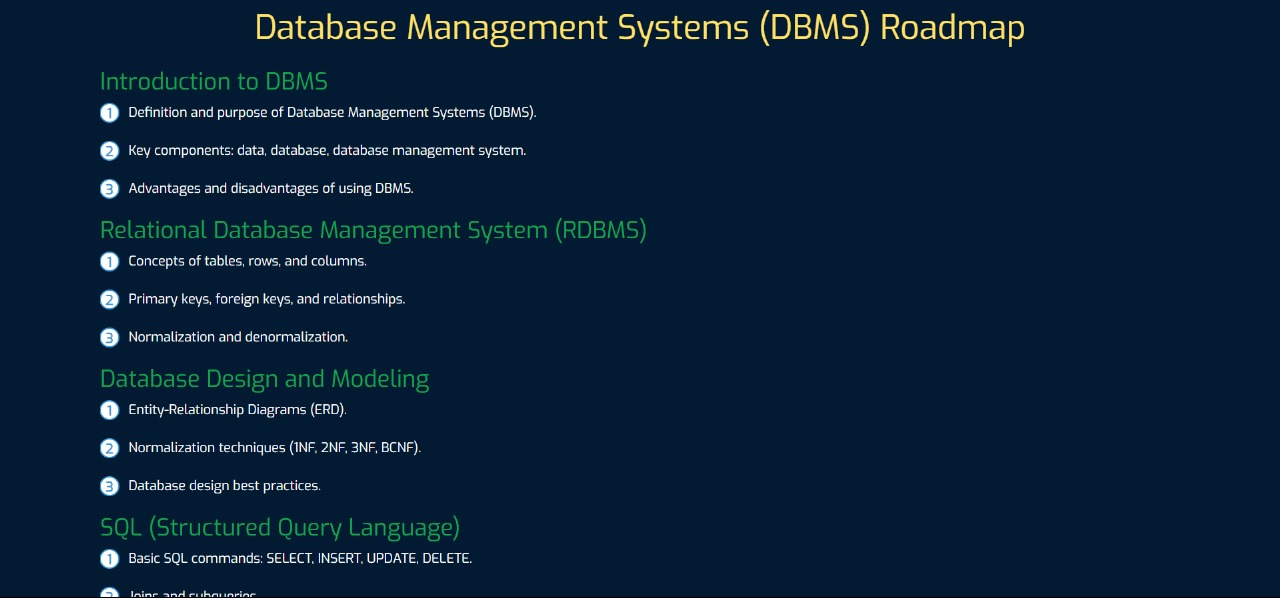 Database Management Systems (DBMS) Roadmap
Introduction to DBMS
1 Definition and purpose of Database Management Systems (DBMS).
2 Key components: data, database, database management system.
3 Advantages and disadvantages of using DBMS.
Relational Database Management System (RDBMS)
1 Concepts of tables, rows, and columns.
2 Primary keys, foreign keys, and relationships.
3 Normalization and denormalization.
Database Design and Modeling
1 Entity-Relationship Diagrams (ERD).
2 Normalization techniques (1NF, 2NF, 3NF, BCNF).
3 Database design best practices.
SQL (Structured Query Language)
1 Basic SQL commands: SELECT, INSERT, UPDATE, DELETE.
2 Joins and subqueries.